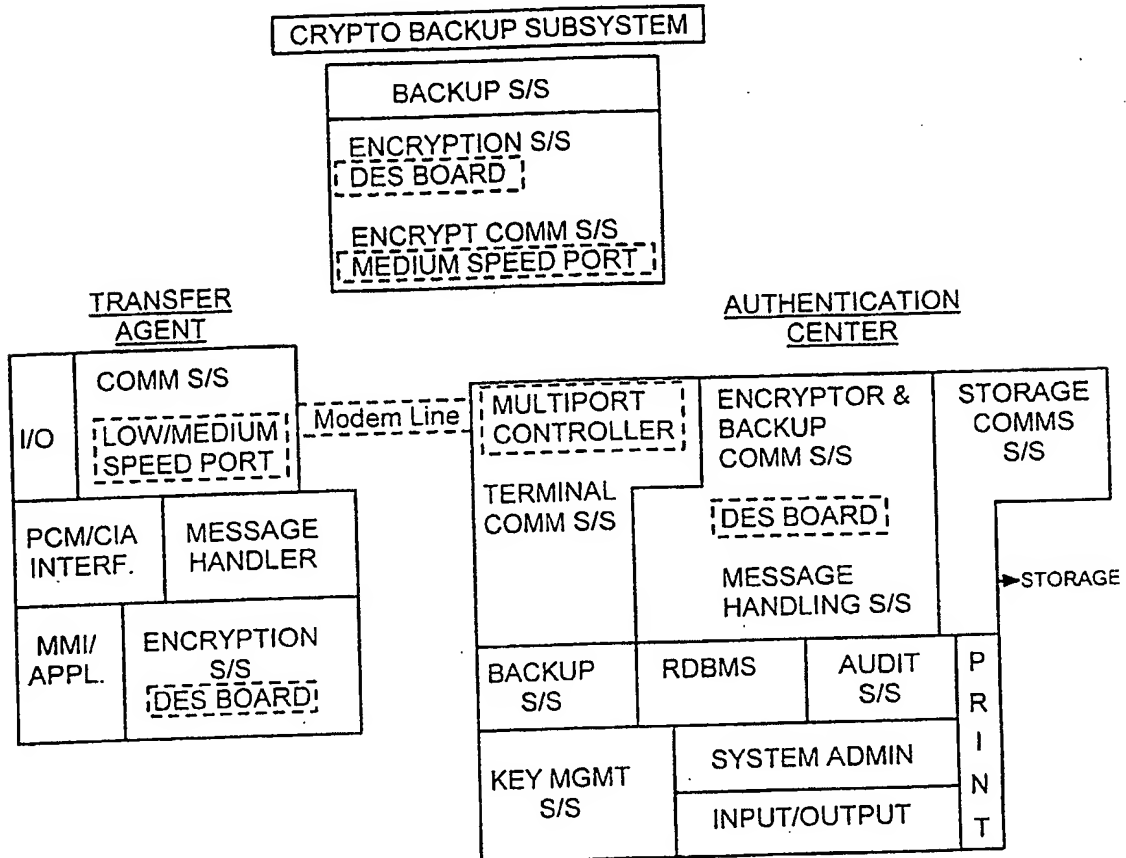 CRYPTO BACKUP SUBSYSTEM
BACKUP S/S
ENCRYPTION S/S
DES BOARD
ENCRYPT COMM S/S
MEDIUM SPEED PORT
TRANSFER
AGENT
I/O
COMM S/S
LOW/MEDIUM
SPEED PORT
PCM/CIA
INTERF.
MESSAGE
HANDLER
MMI/
APPL.
ENCRYPTION
S/S
DES BOARD
Modem Line
AUTHENTICATION
CENTER
MULTIPORT
CONTROLLER
TERMINAL
COMM S/S
ENCRYPTOR &
BACKUP
COMM S/S
DES BOARD
MESSAGE
HANDLING S/S
STORAGE
COMMS
S/S
STORAGE
BACKUP
S/S
RDBMS
AUDIT
S/S
PRINT
KEY MGMT
S/S
SYSTEM ADMIN
INPUT/OUTPUT